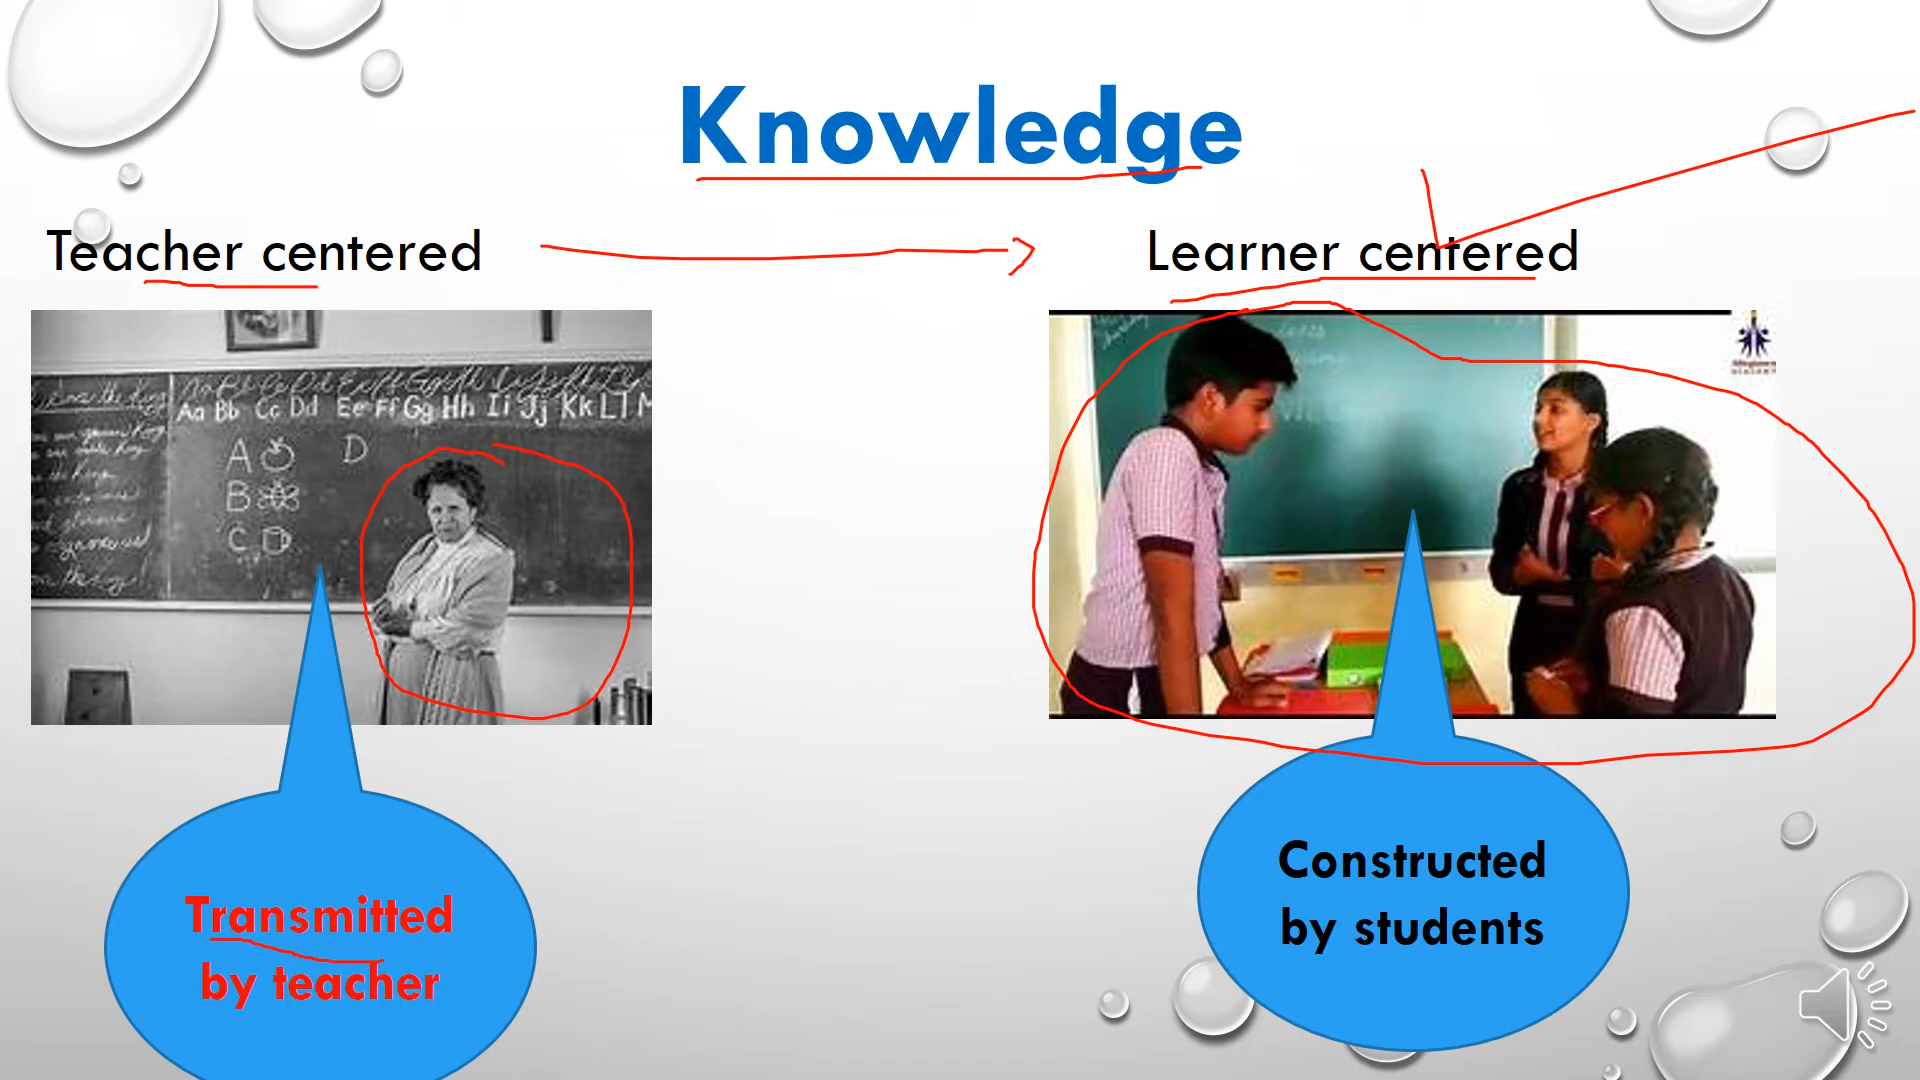 Knowledge
Teacher centered
Learner centered
Aa Bb Cc Dd Ee Ff Gg Hh Ii Jj Kk Ll M
A D
B
C
Transmitted
by teacher
Constructed
by students